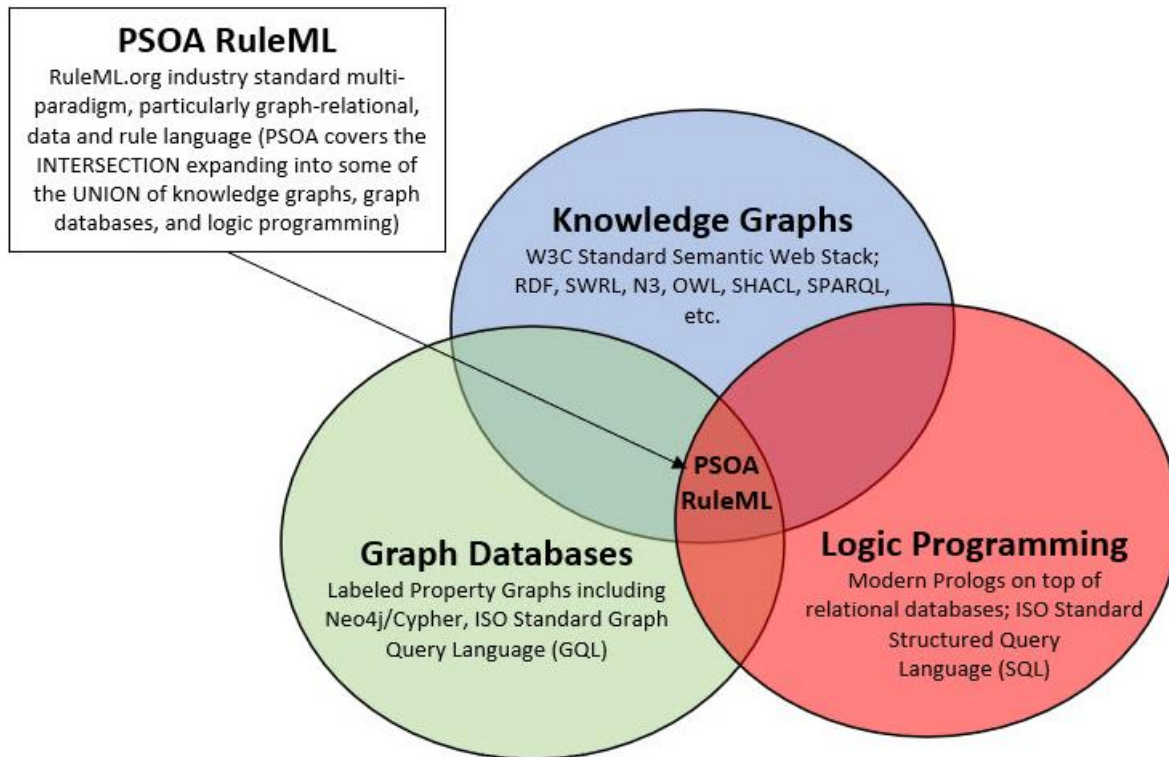 PSOA RuleML
RuleML.org industry standard multi-
paradigm, particularly graph-relational,
data and rule language (PSOA covers the
INTERSECTION expanding into some of
the UNION of knowledge graphs, graph
databases, and logic programming)
Knowledge Graphs
W3C Standard Semantic Web Stack;
RDF, SWRL, N3, OWL, SHACL, SPARQL,
etc.
PSOA
RuleML
Graph Databases
Labeled Property Graphs including
Neo4j/Cypher, ISO Standard Graph
Query Language (GQL)
Logic Programming
Modern Prologs on top of
relational databases; ISO Standard
Structured Query
Language (SQL)